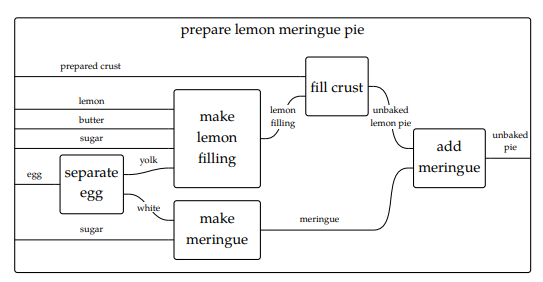 prepare lemon meringue pie
prepared crust
fill crust
lemon
butter
sugar
make
lemon
filling
lemon
filling
unbaked
lemon pie
unbaked
pie
add
meringue
egg
separate
egg
yolk
white
make
meringue
meringue
sugar